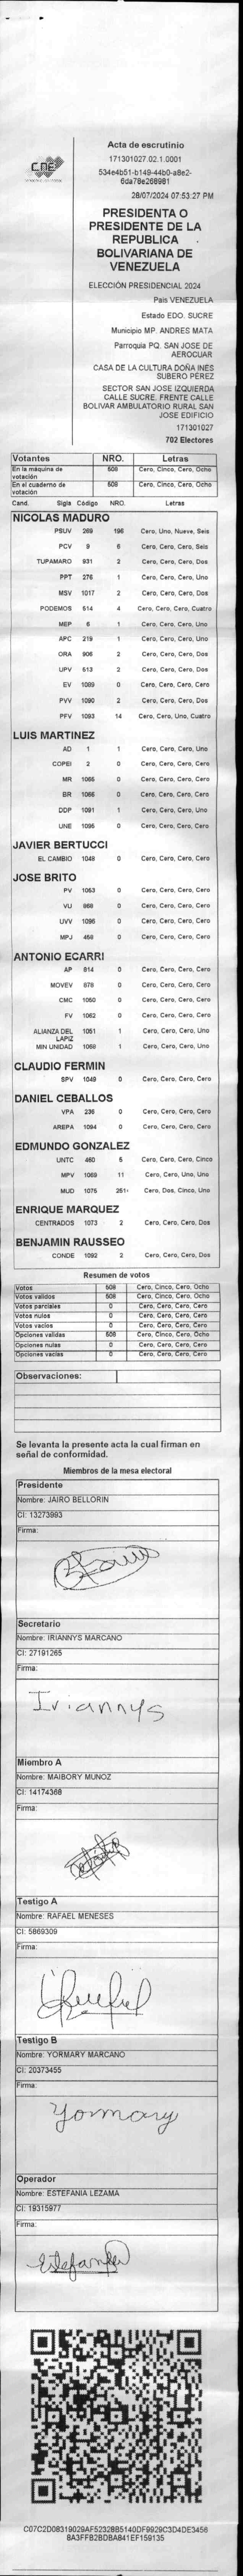 CNE
Acta de escrutinio
171301027.02.1.0001
534e4b51-b149-44b0-a8e2-
6da78e268981
28/07/2024 07:53:27 PM
PRESIDENTA O
PRESIDENTE DE LA
REPUBLICA
BOLIVARIANA DE
VENEZUELA
ELECCIÓN PRESIDENCIAL 2024
Pais VENEZUELA
Estado EDO. SUCRE
Municipio MP. ANDRES MATA
Parroquia PQ. SAN JOSE DE
AEROCUAR
CASA DE LA CULTURA DOÑA INÉS
SUBERO PÉREZ
SECTOR SAN JOSE IZQUIERDA
CALLE SUCRE. FRENTE CALLE
BOLIVAR AMBULATORIO RURAL SAN
JOSE EDIFICIO
171301027
702 Electores
Votantes NRO. Letras
En la máquina de votación 508 Cero, Cinco, Cero, Ocho
En el cuaderno de votación 508 Cero, Cinco, Cero, Ocho
Cand. Sigla Código NRO. Letras
NICOLAS MADURO
PSUV 269 196 Cero, Uno, Nueve, Seis
PCV 9 6 Cero, Cero, Cero, Seis
TUPAMARO 931 2 Cero, Cero, Cero, Dos
PPT 276 1 Cero, Cero, Cero, Uno
MSV 1017 2 Cero, Cero, Cero, Dos
PODEMOS 514 4 Cero, Cero, Cero, Cuatro
MEP 6 1 Cero, Cero, Cero, Uno
APC 219 1 Cero, Cero, Cero, Uno
ORA 906 2 Cero, Cero, Cero, Dos
UPV 513 2 Cero, Cero, Cero, Dos
EV 1089 0 Cero, Cero, Cero, Cero
PVV 1090 2 Cero, Cero, Cero, Dos
PFV 1093 14 Cero, Cero, Uno, Cuatro
LUIS MARTINEZ
AD 1 1 Cero, Cero, Cero, Uno
COPEI 2 0 Cero, Cero, Cero, Cero
MR 1065 0 Cero, Cero, Cero, Cero
BR 1066 0 Cero, Cero, Cero, Cero
DDP 1091 1 Cero, Cero, Cero, Uno
UNE 1095 0 Cero, Cero, Cero, Cero
JAVIER BERTUCCI
EL CAMBIO 1048 0 Cero, Cero, Cero, Cero
JOSE BRITO
PV 1053 0 Cero, Cero, Cero, Cero
VU 868 0 Cero, Cero, Cero, Cero
UVV 1096 0 Cero, Cero, Cero, Cero
MPJ 458 0 Cero, Cero, Cero, Cero
ANTONIO ECARRI
AP 814 0 Cero, Cero, Cero, Cero
MOVEV 878 0 Cero, Cero, Cero, Cero
CMC 1050 0 Cero, Cero, Cero, Cero
FV 1062 0 Cero, Cero, Cero, Cero
ALIANZA DEL LAPIZ 1051 1 Cero, Cero, Cero, Uno
MIN UNIDAD 1068 1 Cero, Cero, Cero, Uno
CLAUDIO FERMIN
SPV 1049 0 Cero, Cero, Cero, Cero
DANIEL CEBALLOS
VPA 236 0 Cero, Cero, Cero, Cero
AREPA 1094 0 Cero, Cero, Cero, Cero
EDMUNDO GONZALEZ
UNTC 460 5 Cero, Cero, Cero, Cinco
MPV 1069 11 Cero, Cero, Uno, Uno
MUD 1075 251 Cero, Dos, Cinco, Uno
ENRIQUE MARQUEZ
CENTRADOS 1073 2 Cero, Cero, Cero, Dos
BENJAMIN RAUSSEO
CONDE 1092 2 Cero, Cero, Cero, Dos
Resumen de votos
Votos 508 Cero, Cinco, Cero, Ocho
Votos validos 508 Cero, Cinco, Cero, Ocho
Votos parciales 0 Cero, Cero, Cero, Cero
Votos nulos 0 Cero, Cero, Cero, Cero
Votos vacios 0 Cero, Cero, Cero, Cero
Opciones validas 508 Cero, Cinco, Cero, Ocho
Opciones nulas 0 Cero, Cero, Cero, Cero
Opciones vacias 0 Cero, Cero, Cero, Cero
Observaciones:
Se levanta la presente acta la cual firman en
señal de conformidad.
Miembros de la mesa electoral
Presidente
Nombre: JAIRO BELLORIN
CI: 13273993
Firma:
Secretario
Nombre: IRIANNYS MARCANO
CI: 27191265
Firma:
Iriannys
Miembro A
Nombre: MAIBORY MUÑOZ
CI: 14174368
Firma:
Testigo A
Nombre: RAFAEL MENESES
CI: 5869309
Firma:
Testigo B
Nombre: YORMARY MARCANO
CI: 20373455
Firma:
Yormary
Operador
Nombre: ESTEFANIA LEZAMA
CI: 19315977
Firma:
C07C2D08319029AF52328B5140DF9929C3D4DE3456
8A3FFB2BDBA841EF159135